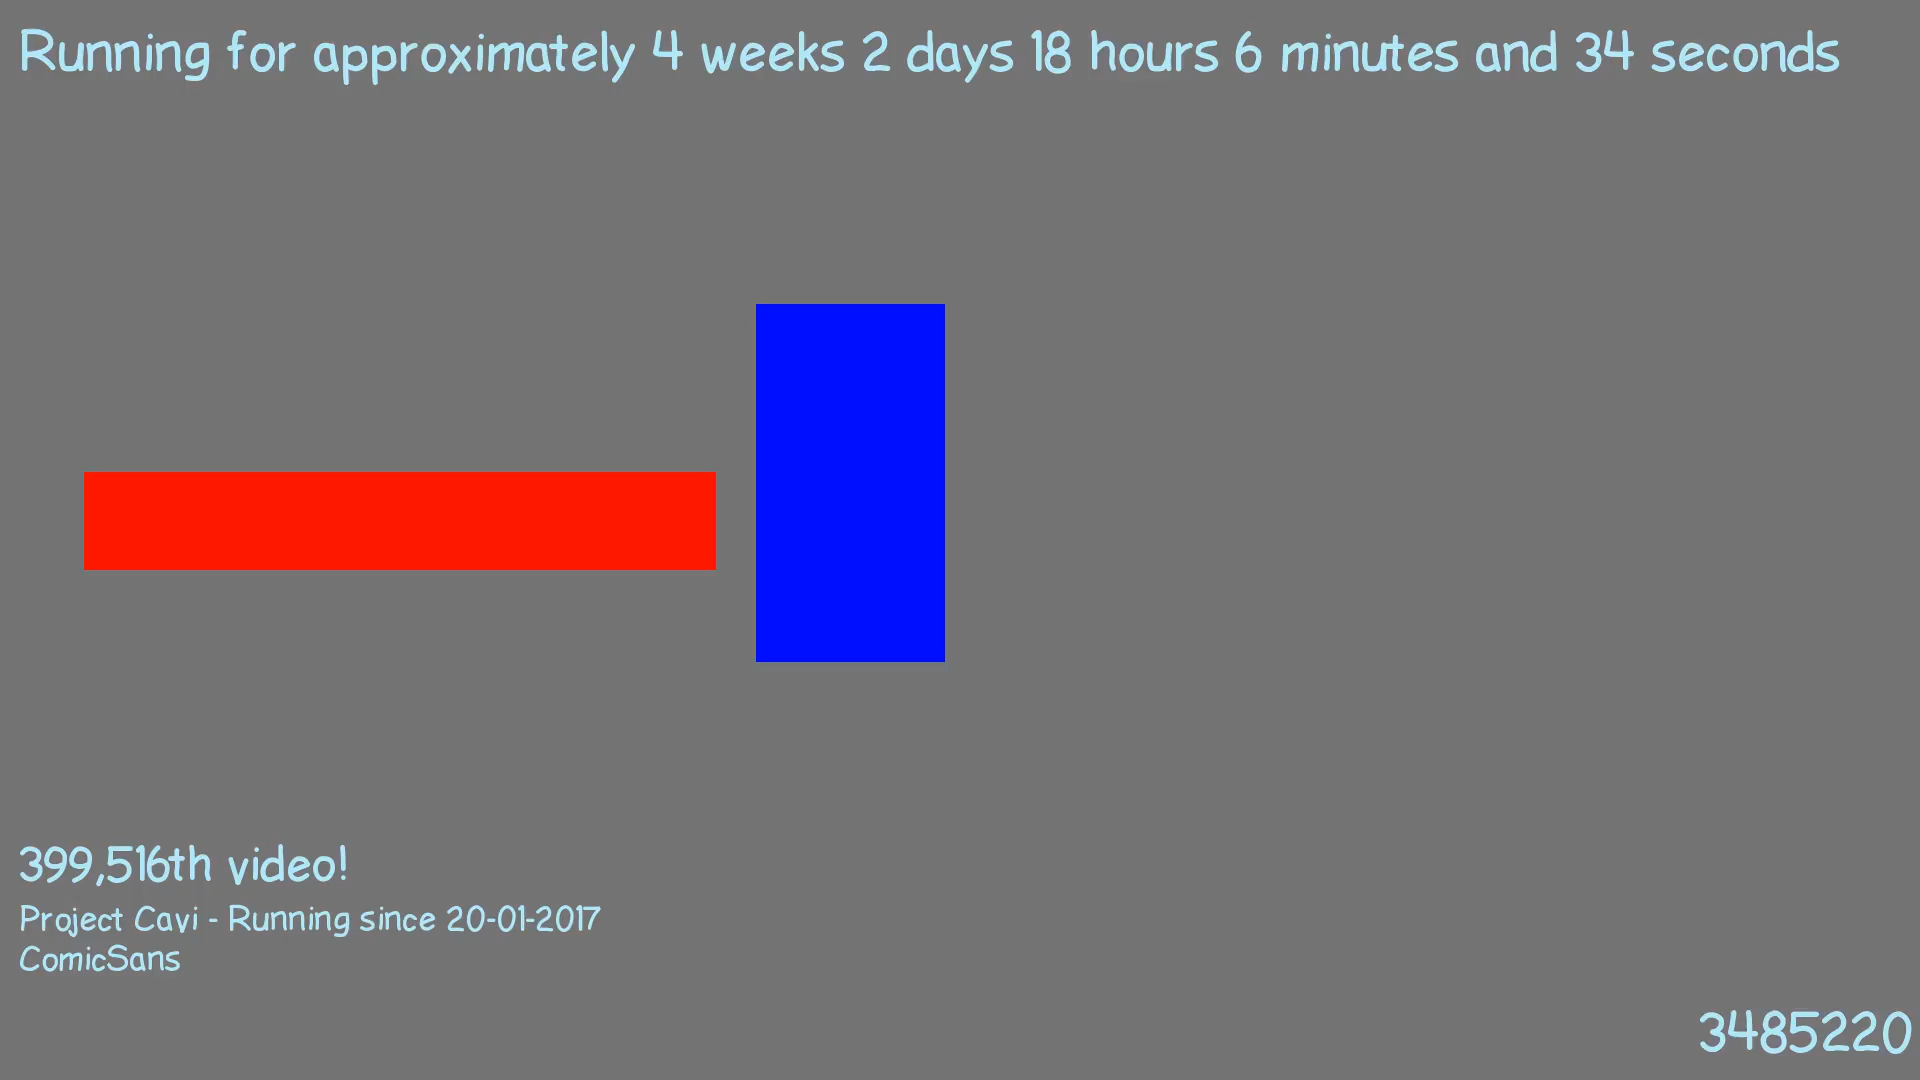 Running for approximately 4 weeks 2 days 18 hours 6 minutes and 34 seconds
399,516th video!
Project Cavi - Running since 20-01-2017
ComicSans
3485220